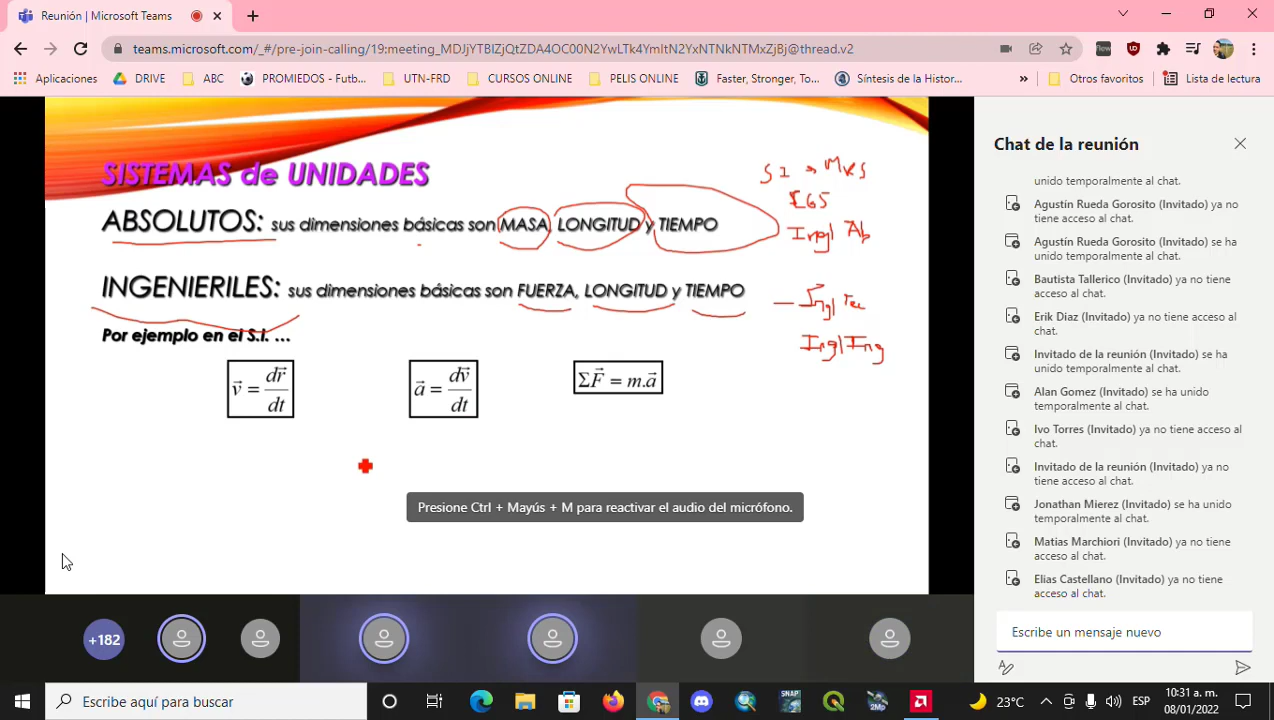 Reunión | Microsoft Teams
teams.microsoft.com/_#/pre-join-calling/19:meeting_MDJjYTBlZjQtZDA4OC00N2YwLTk4YmItN2YxNTNkNTMxZjBj@thread.v2
Aplicaciones DRIVE ABC PROMIEDOS - Futb... UTN-FRD CURSOS ONLINE PELIS ONLINE Faster, Stronger, To... Síntesis de la Histor... » Otros favoritos Lista de lectura
SISTEMAS de UNIDADES
ABSOLUTOS: sus dimensiones básicas son MASA, LONGITUD y TIEMPO
INGENIERILES: sus dimensiones básicas son FUERZA, LONGITUD y TIEMPO
Por ejemplo en el S.I. ...
v⃗ = dr⃗/dt
a⃗ = dv⃗/dt
ΣF⃗ = m.a⃗
SI → MKS
Ingl Ab
Ingl Ing
Presione Ctrl + Mayús + M para reactivar el audio del micrófono.
+182
Chat de la reunión
unido temporalmente al chat.
Agustín Rueda Gorosito (Invitado) ya no
tiene acceso al chat.
Agustín Rueda Gorosito (Invitado) se ha
unido temporalmente al chat.
Bautista Tallerico (Invitado) ya no tiene
acceso al chat.
Erik Diaz (Invitado) ya no tiene acceso al
chat.
Invitado de la reunión (Invitado) se ha
unido temporalmente al chat.
Alan Gomez (Invitado) se ha unido
temporalmente al chat.
Ivo Torres (Invitado) ya no tiene acceso al
chat.
Invitado de la reunión (Invitado) ya no
tiene acceso al chat.
Jonathan Mierez (Invitado) se ha unido
temporalmente al chat.
Matias Marchiori (Invitado) ya no tiene
acceso al chat.
Elías Castellano (Invitado) ya no tiene
acceso al chat.
Escribe un mensaje nuevo
Escribe aquí para buscar
23°C ESP
10:31 a. m.
08/01/2022